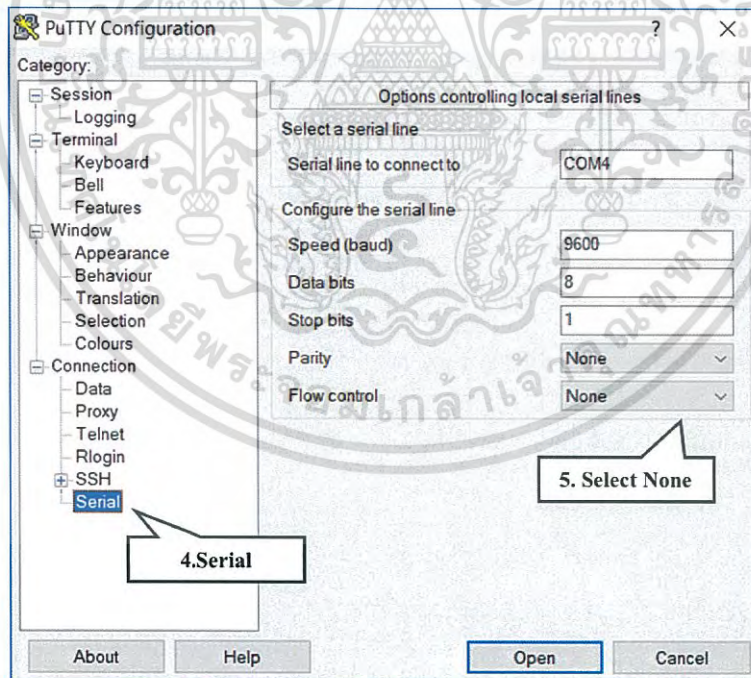 PuTTY Configuration
? ×
Category:
Session
Logging
Terminal
Keyboard
Bell
Features
Window
Appearance
Behaviour
Translation
Selection
Colours
Connection
Data
Proxy
Telnet
Rlogin
SSH
Serial
Options controlling local serial lines
Select a serial line
Serial line to connect to COM4
Configure the serial line
Speed (baud) 9600
Data bits 8
Stop bits 1
Parity None
Flow control None
5. Select None
4.Serial
About Help Open Cancel